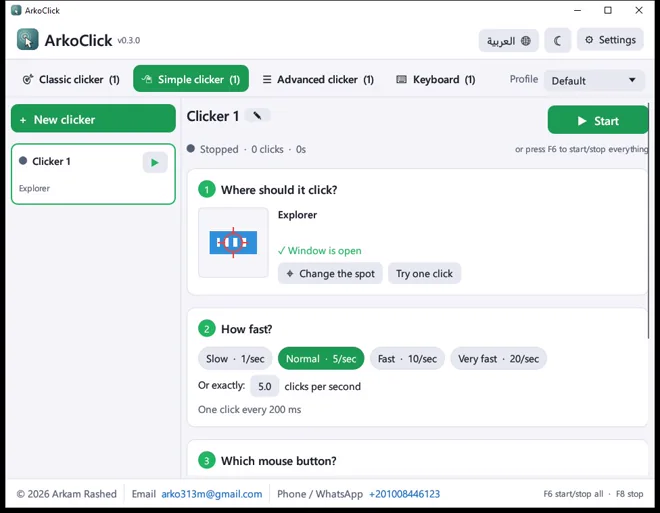 ArkoClick
ArkoClick v0.3.0
العربية
Settings
Classic clicker (1)
Simple clicker (1)
Advanced clicker (1)
Keyboard (1)
Profile
Default
+ New clicker
Clicker 1
Explorer
Clicker 1
Start
Stopped · 0 clicks · 0s
or press F6 to start/stop everything
1 Where should it click?
Explorer
✓ Window is open
Change the spot
Try one click
2 How fast?
Slow · 1/sec
Normal · 5/sec
Fast · 10/sec
Very fast · 20/sec
Or exactly: 5.0 clicks per second
One click every 200 ms
3 Which mouse button?
© 2026 Arkam Rashed
Email arko313m@gmail.com
Phone / WhatsApp +201008446123
F6 start/stop all · F8 stop